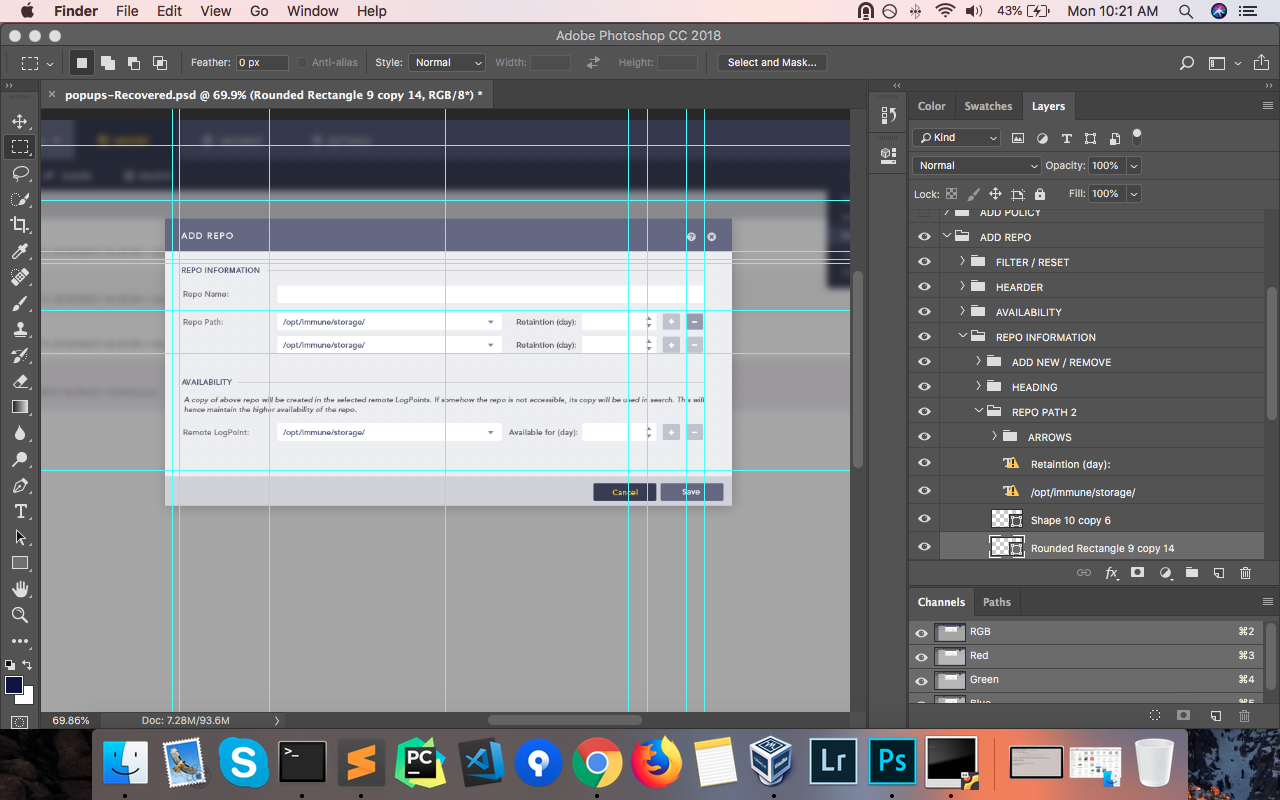 Finder File Edit View Go Window Help 43% Mon 10:21 AM
Adobe Photoshop CC 2018
Feather: 0 px Anti-alias Style: Normal Width: Height: Select and Mask...
× popups-Recovered.psd @ 69.9% (Rounded Rectangle 9 copy 14, RGB/8*) *
Color Swatches Layers
Kind
Normal Opacity: 100%
Lock: Fill: 100%
ADD POLICY
ADD REPO
FILTER / RESET
HEARDER
AVAILABILITY
REPO INFORMATION
ADD NEW / REMOVE
HEADING
REPO PATH 2
ARROWS
Retaintion (day):
/opt/immune/storage/
Shape 10 copy 6
Rounded Rectangle 9 copy 14
fx
Channels Paths
RGB ⌘2
Red ⌘3
Green ⌘4
Blue ⌘5
ADD REPO
REPO INFORMATION
Repo Name:
Repo Path: /opt/immune/storage/ Retaintion (day): + −
/opt/immune/storage/ Retaintion (day): + −
AVAILABILITY
A copy of above repo will be created in the selected remote LogPoints. If somehow the repo is not accessible, its copy will be used in search. This will
hence maintain the higher availability of the repo.
Remote LogPoint: /opt/immune/storage/ Available for (day): + −
Cancel Save
69.86% Doc: 7.28M/93.6M
S >_ PC Lr Ps